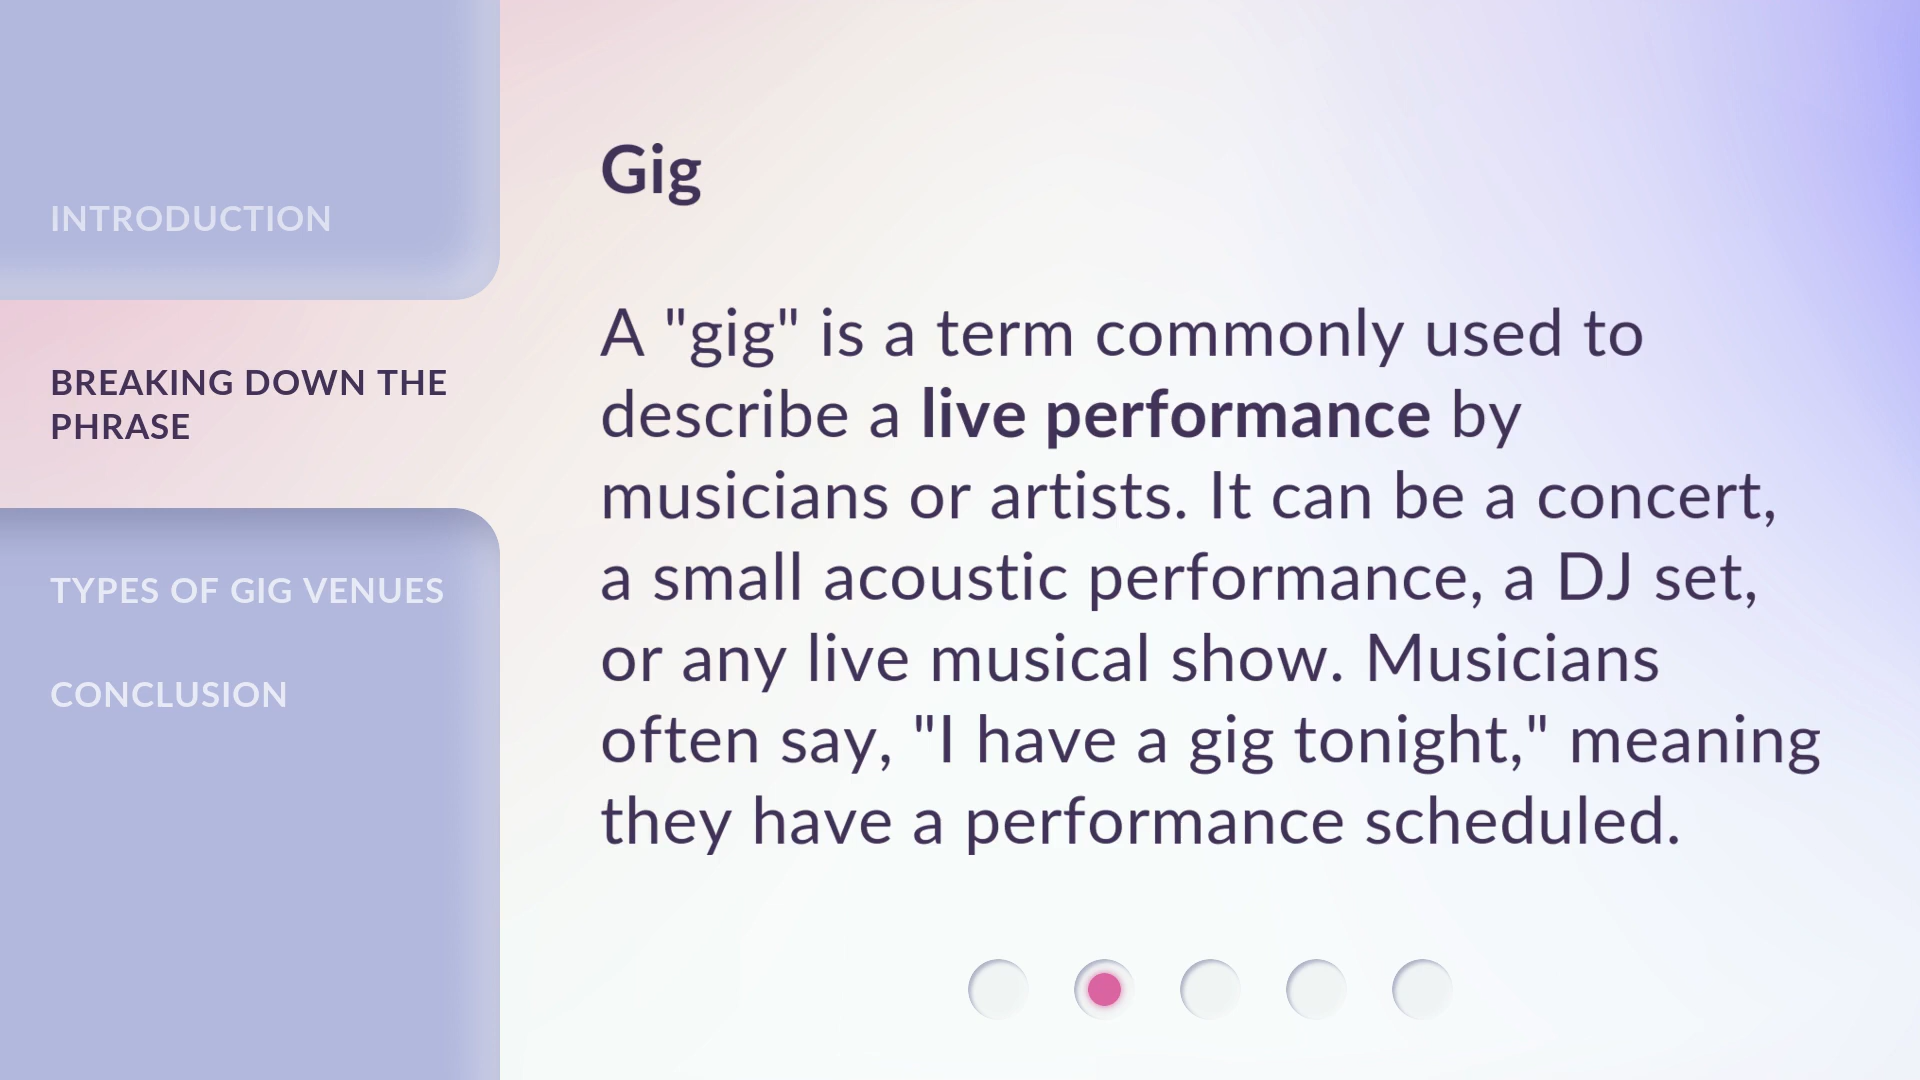 INTRODUCTION
BREAKING DOWN THE
PHRASE
TYPES OF GIG VENUES
CONCLUSION
Gig
A "gig" is a term commonly used to
describe a live performance by
musicians or artists. It can be a concert,
a small acoustic performance, a DJ set,
or any live musical show. Musicians
often say, "I have a gig tonight," meaning
they have a performance scheduled.